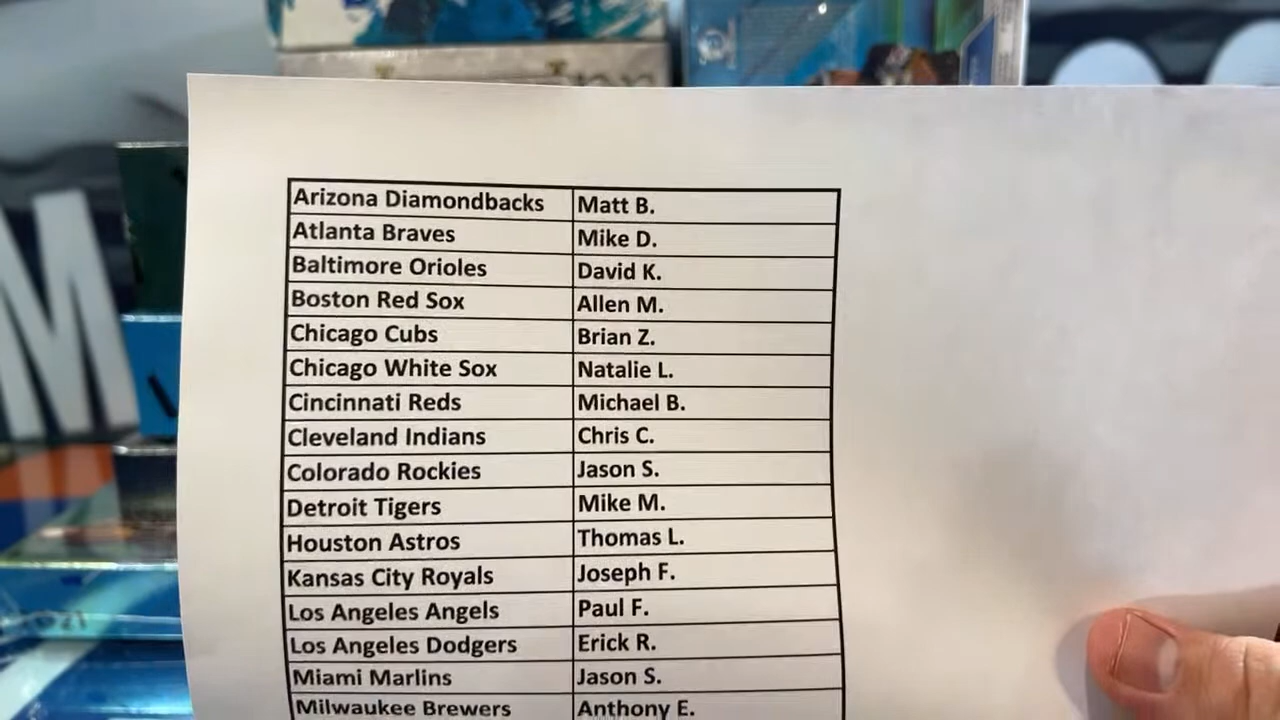 Arizona Diamondbacks Matt B.
Atlanta Braves Mike D.
Baltimore Orioles David K.
Boston Red Sox Allen M.
Chicago Cubs Brian Z.
Chicago White Sox Natalie L.
Cincinnati Reds Michael B.
Cleveland Indians Chris C.
Colorado Rockies Jason S.
Detroit Tigers Mike M.
Houston Astros Thomas L.
Kansas City Royals Joseph F.
Los Angeles Angels Paul F.
Los Angeles Dodgers Erick R.
Miami Marlins Jason S.
Milwaukee Brewers Anthony E.
M